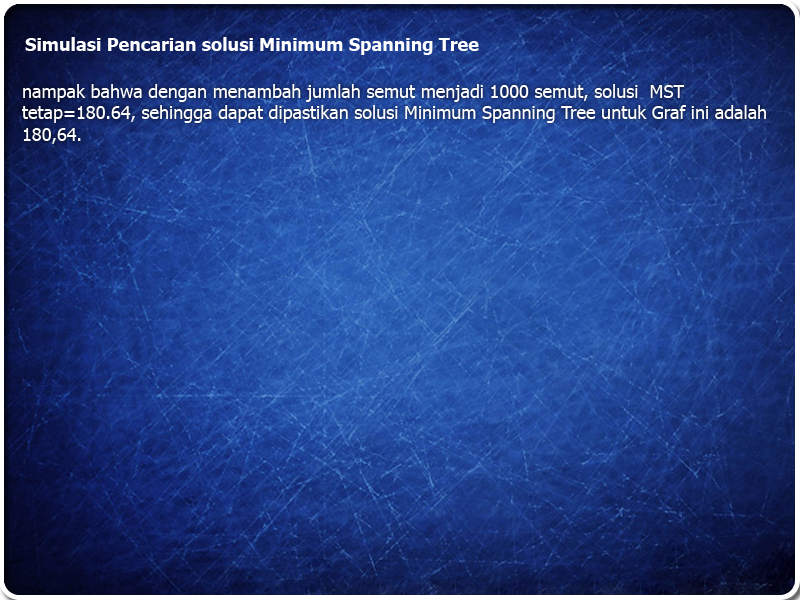 Simulasi Pencarian solusi Minimum Spanning Tree
nampak bahwa dengan menambah jumlah semut menjadi 1000 semut, solusi  MST
tetap=180.64, sehingga dapat dipastikan solusi Minimum Spanning Tree untuk Graf ini adalah
180,64.